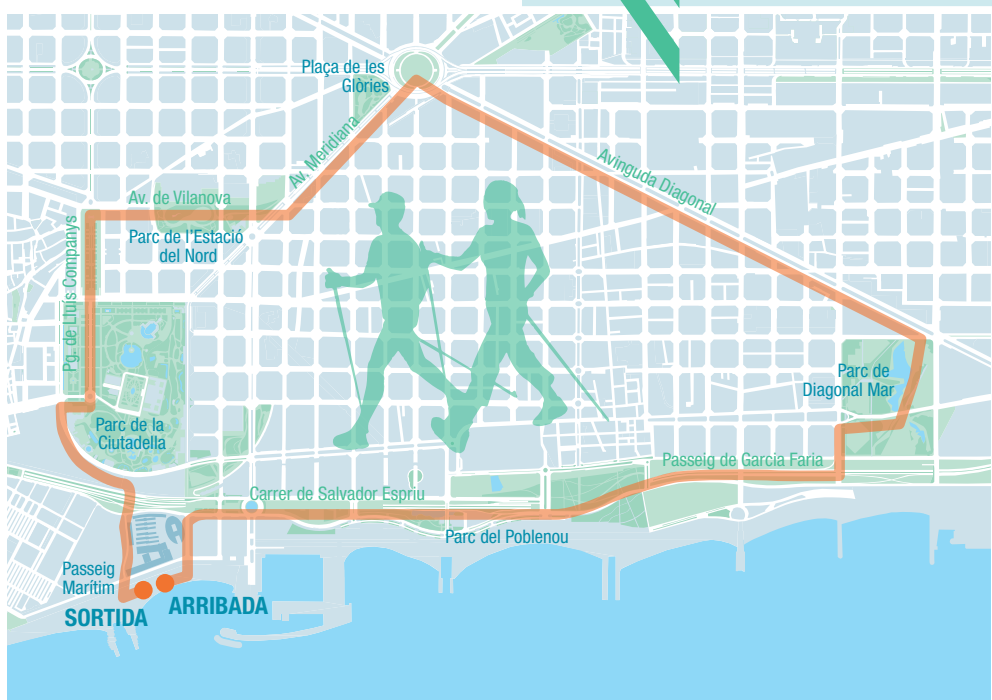 Plaça de les
Glòries
Av. Meridiana
Avinguda Diagonal
Av. de Vilanova
Parc de l'Estació
del Nord
Pg. de Lluís Companys
Parc de
Diagonal Mar
Parc de la
Ciutadella
Passeig de Garcia Faria
Carrer de Salvador Espriu
Parc del Poblenou
Passeig
Marítim
SORTIDA
ARRIBADA